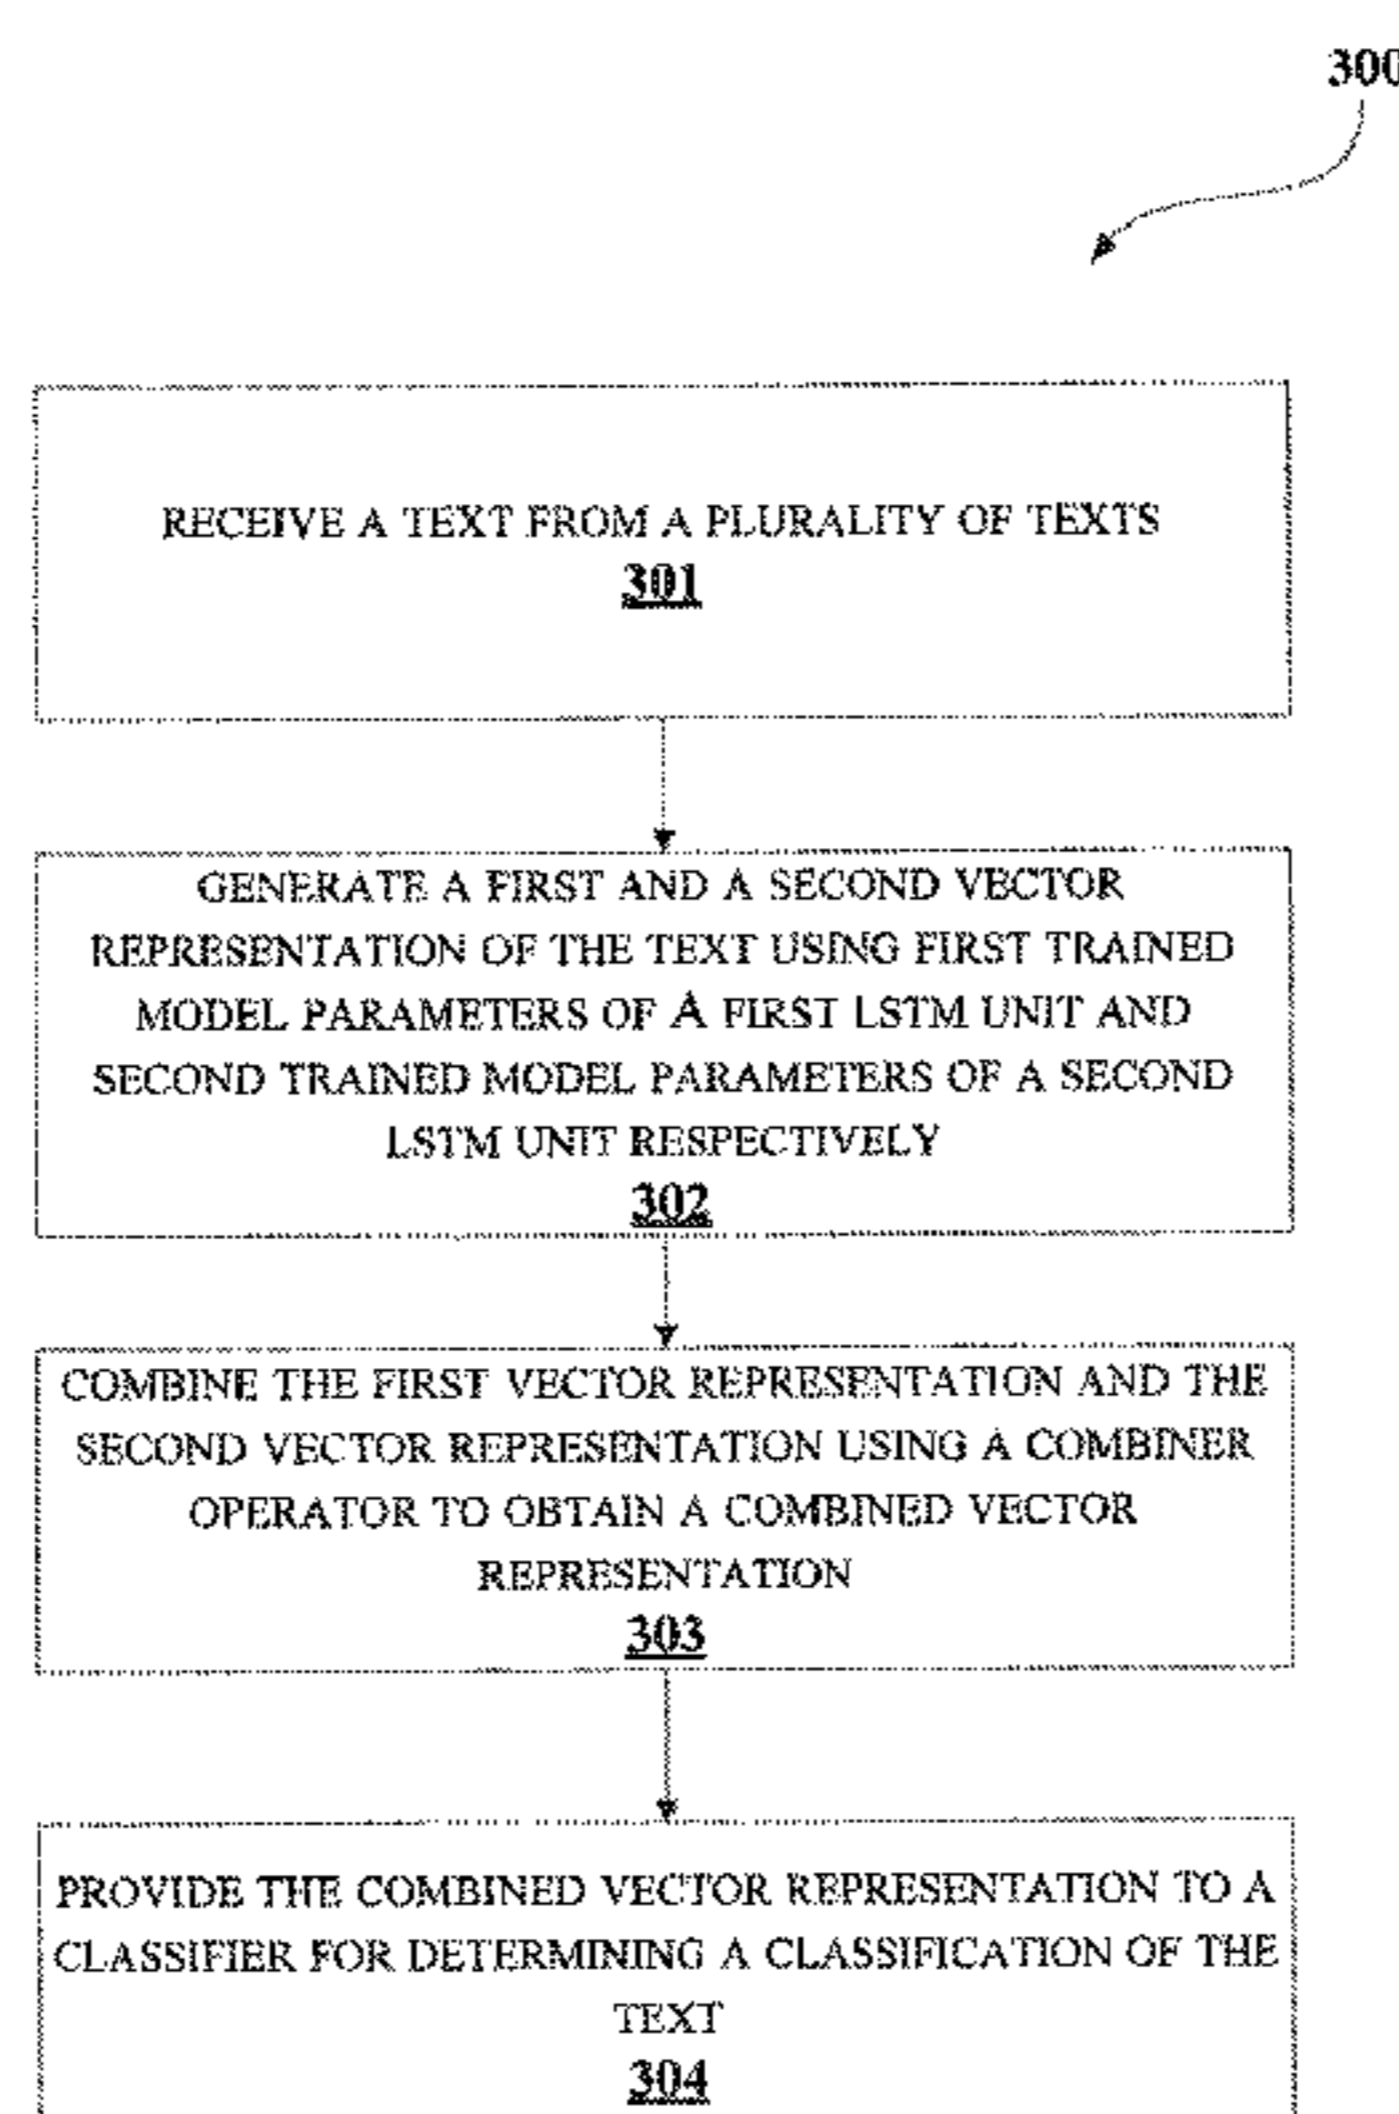 300
RECEIVE A TEXT FROM A PLURALITY OF TEXTS
301
GENERATE A FIRST AND A SECOND VECTOR
REPRESENTATION OF THE TEXT USING FIRST TRAINED
MODEL PARAMETERS OF A FIRST LSTM UNIT AND
SECOND TRAINED MODEL PARAMETERS OF A SECOND
LSTM UNIT RESPECTIVELY
302
COMBINE THE FIRST VECTOR REPRESENTATION AND THE
SECOND VECTOR REPRESENTATION USING A COMBINER
OPERATOR TO OBTAIN A COMBINED VECTOR
REPRESENTATION
303
PROVIDE THE COMBINED VECTOR REPRESENTATION TO A
CLASSIFIER FOR DETERMINING A CLASSIFICATION OF THE
TEXT
304